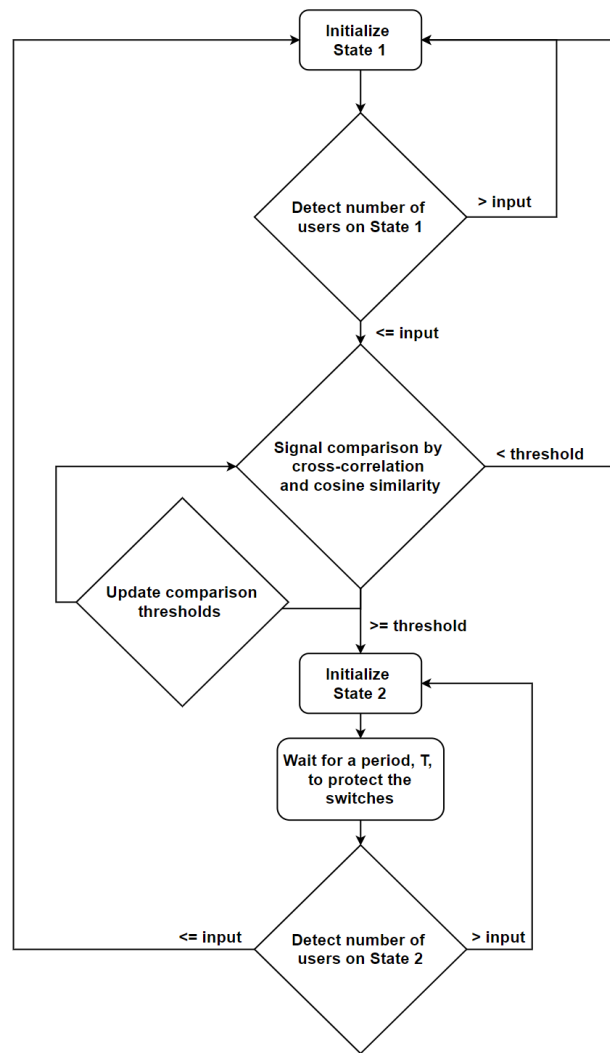 Initialize
State 1
Detect number of
users on State 1
> input
<= input
Signal comparison by
cross-correlation
and cosine similarity
< threshold
Update comparison
thresholds
>= threshold
Initialize
State 2
Wait for a period, T,
to protect the
switches
<= input
Detect number of
users on State 2
> input